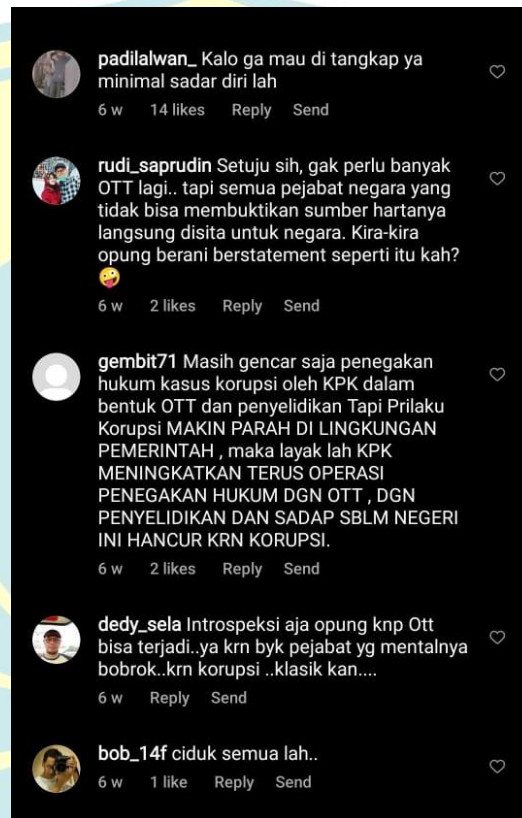 padilalwan_ Kalo ga mau di tangkap ya
minimal sadar diri lah
6 w 14 likes Reply Send
rudi_saprudin Setuju sih, gak perlu banyak
OTT lagi.. tapi semua pejabat negara yang
tidak bisa membuktikan sumber hartanya
langsung disita untuk negara. Kira-kira
opung berani berstatement seperti itu kah?
🤪
6 w 2 likes Reply Send
gembit71 Masih gencar saja penegakan
hukum kasus korupsi oleh KPK dalam
bentuk OTT dan penyelidikan Tapi Prilaku
Korupsi MAKIN PARAH DI LINGKUNGAN
PEMERINTAH , maka layak lah KPK
MENINGKATKAN TERUS OPERASI
PENEGAKAN HUKUM DGN OTT , DGN
PENYELIDIKAN DAN SADAP SBLM NEGERI
INI HANCUR KRN KORUPSI.
6 w 2 likes Reply Send
dedy_sela Introspeksi aja opung knp Ott
bisa terjadi..ya krn byk pejabat yg mentalnya
bobrok..krn korupsi ..klasik kan....
6 w Reply Send
bob_14f ciduk semua lah..
6 w 1 like Reply Send